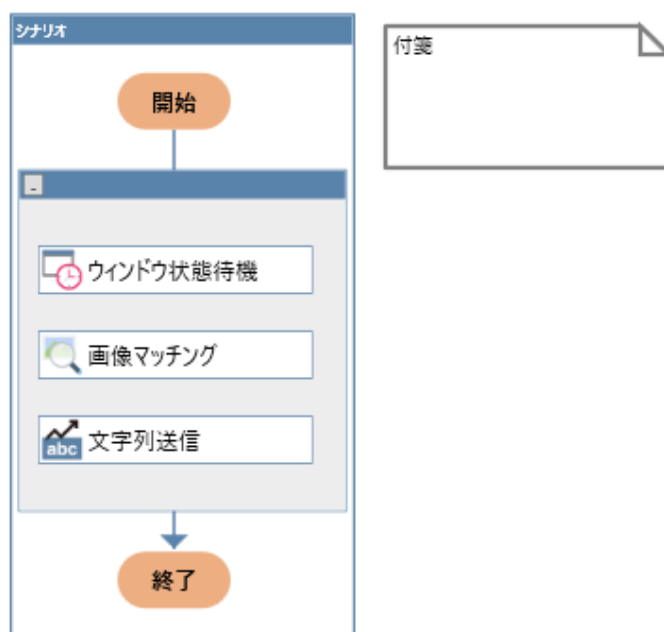 シナリオ
開始
-
ウィンドウ状態待機
画像マッチング
abc 文字列送信
終了
付箋